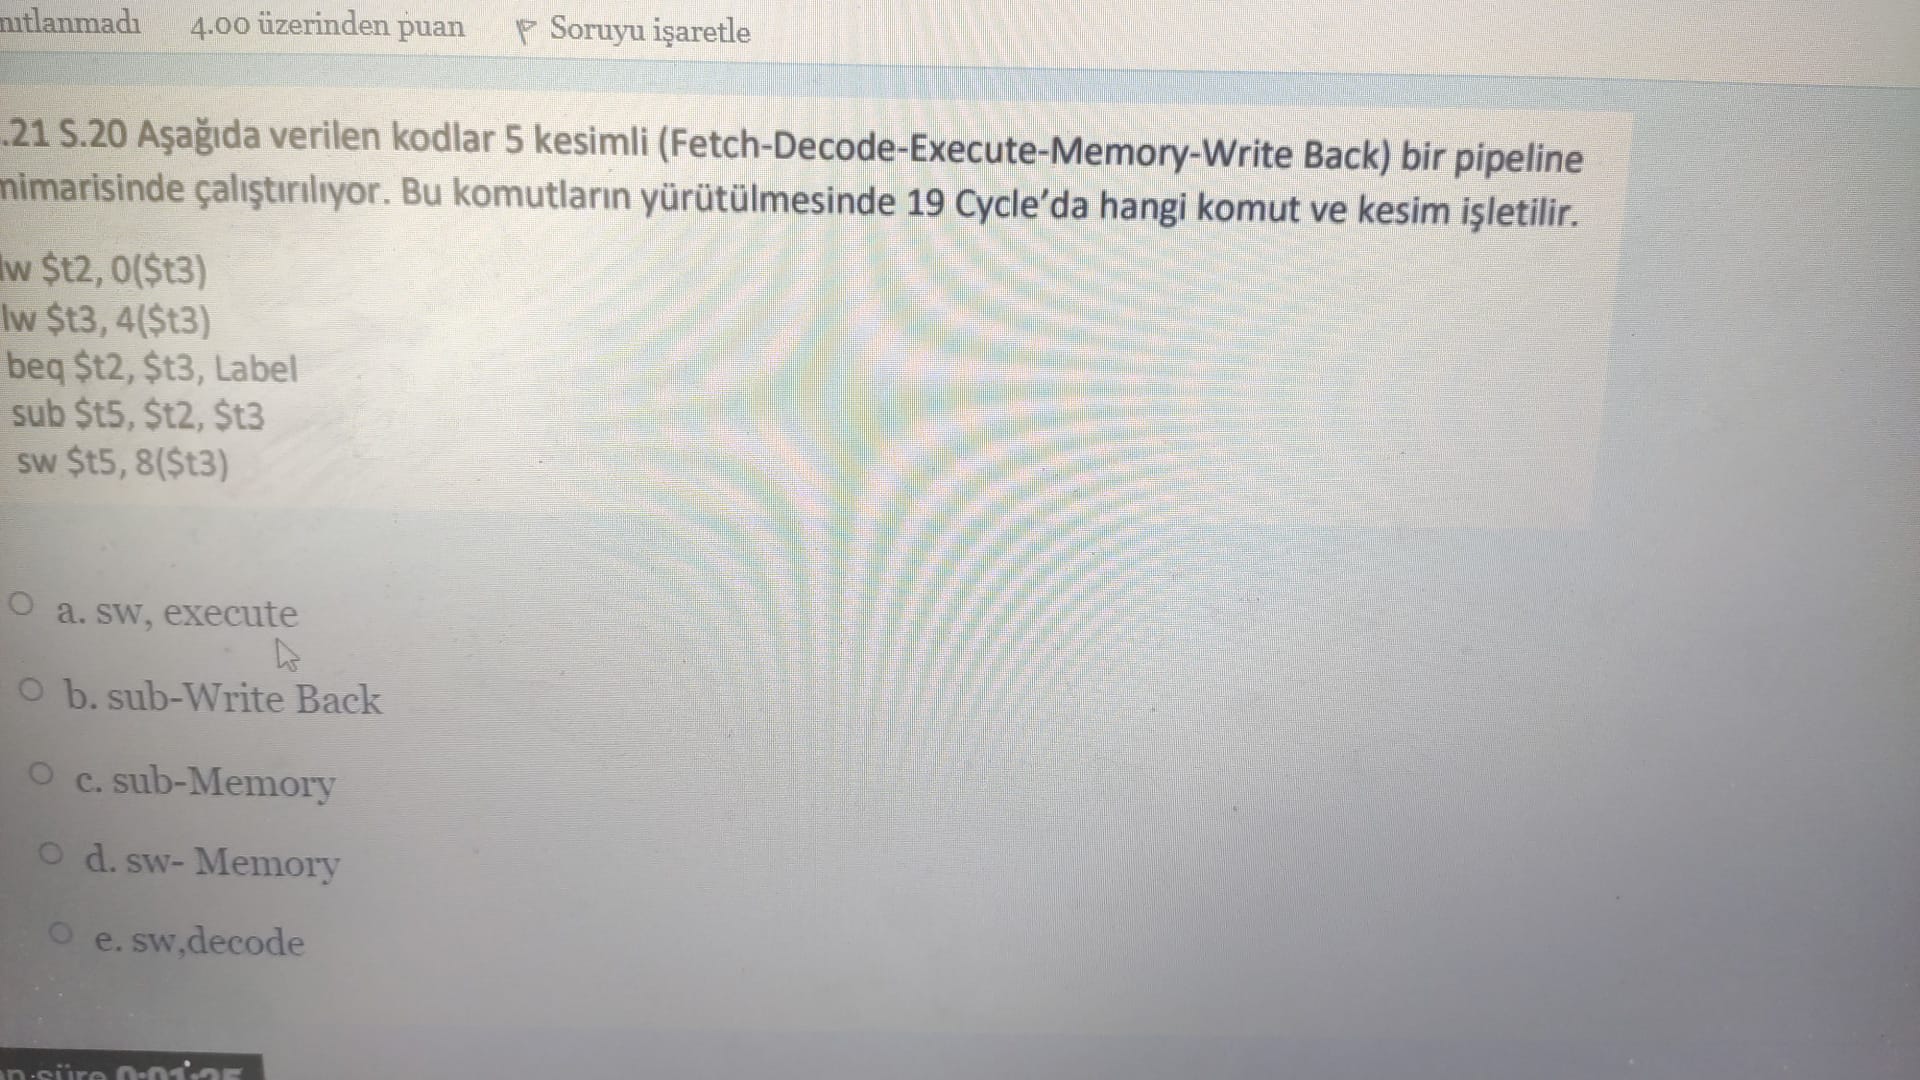 4.00 üzerinden puan Soruyu işaretle
.21 S.20 Aşağıda verilen kodlar 5 kesimli (Fetch-Decode-Execute-Memory-Write Back) bir pipeline
mimarisinde çalıştırılıyor. Bu komutların yürütülmesinde 19 Cycle'da hangi komut ve kesim işletilir.
lw $t2, 0($t3)
lw $t3, 4($t3)
beq $t2, $t3, Label
sub $t5, $t2, $t3
sw $t5, 8($t3)
a. sw, execute
b. sub-Write Back
c. sub-Memory
d. sw- Memory
e. sw,decode
süre 0:01:25